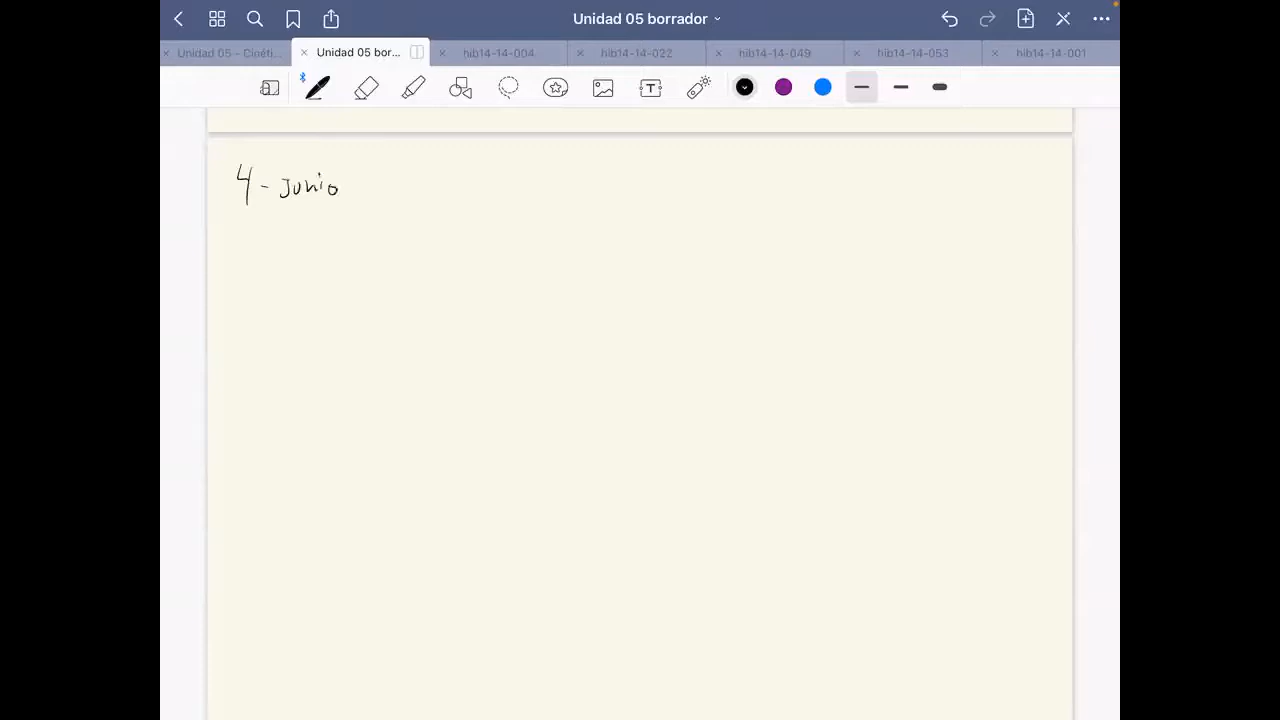 Unidad 05 borrador
Unidad 05 - Cinéti...
Unidad 05 bor...
hib14-14-004
hib14-14-022
hib14-14-049
hib14-14-053
hib14-14-001
4 - Junio